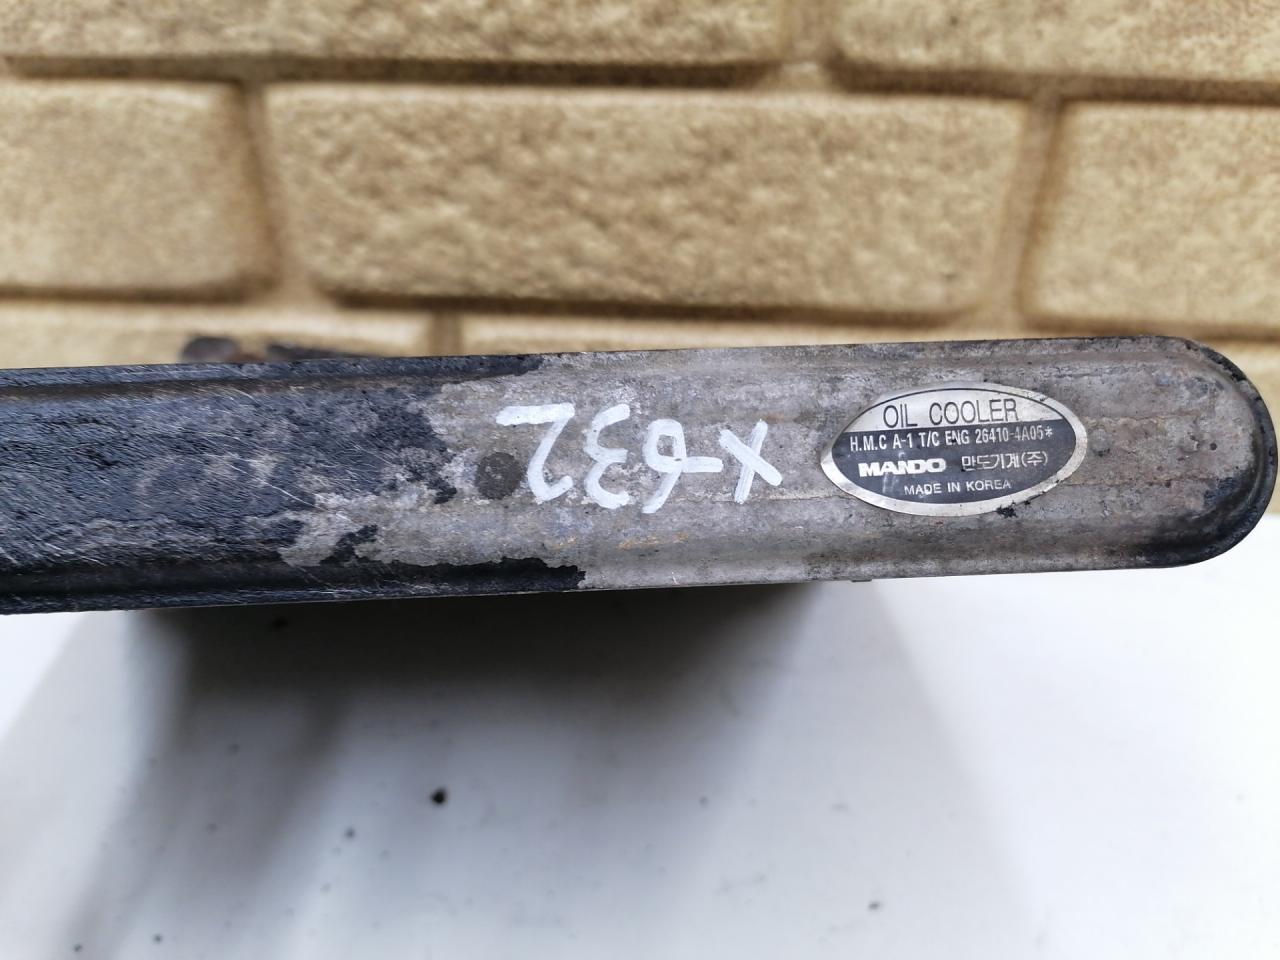 X-632
OIL COOLER
H.M.C A-1 T/C ENG 26410-4A05*
MANDO 만도기계(주)
MADE IN KOREA